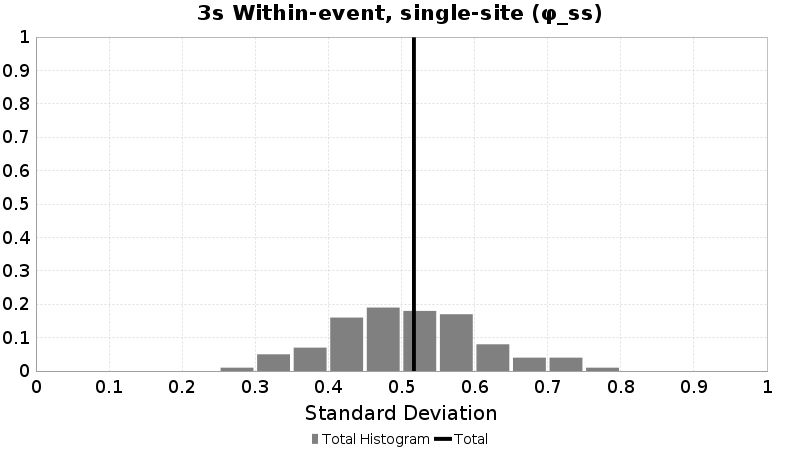 3s Within-event, single-site (φ_ss)
1
0.9
0.8
0.7
0.6
0.5
0.4
0.3
0.2
0.1
0
0 0.1 0.2 0.3 0.4 0.5 0.6 0.7 0.8 0.9 1
Standard Deviation
Total Histogram Total